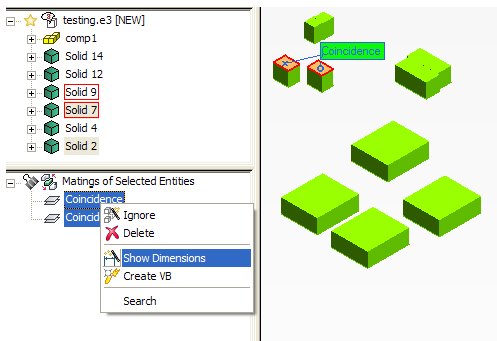 testing.e3 [NEW]
comp1
Solid 14
Solid 12
Solid 9
Solid 7
Solid 4
Solid 2
Matings of Selected Entities
Coincidence
Coincid
Ignore
Delete
Show Dimensions
Create VB
Search
Coincidence